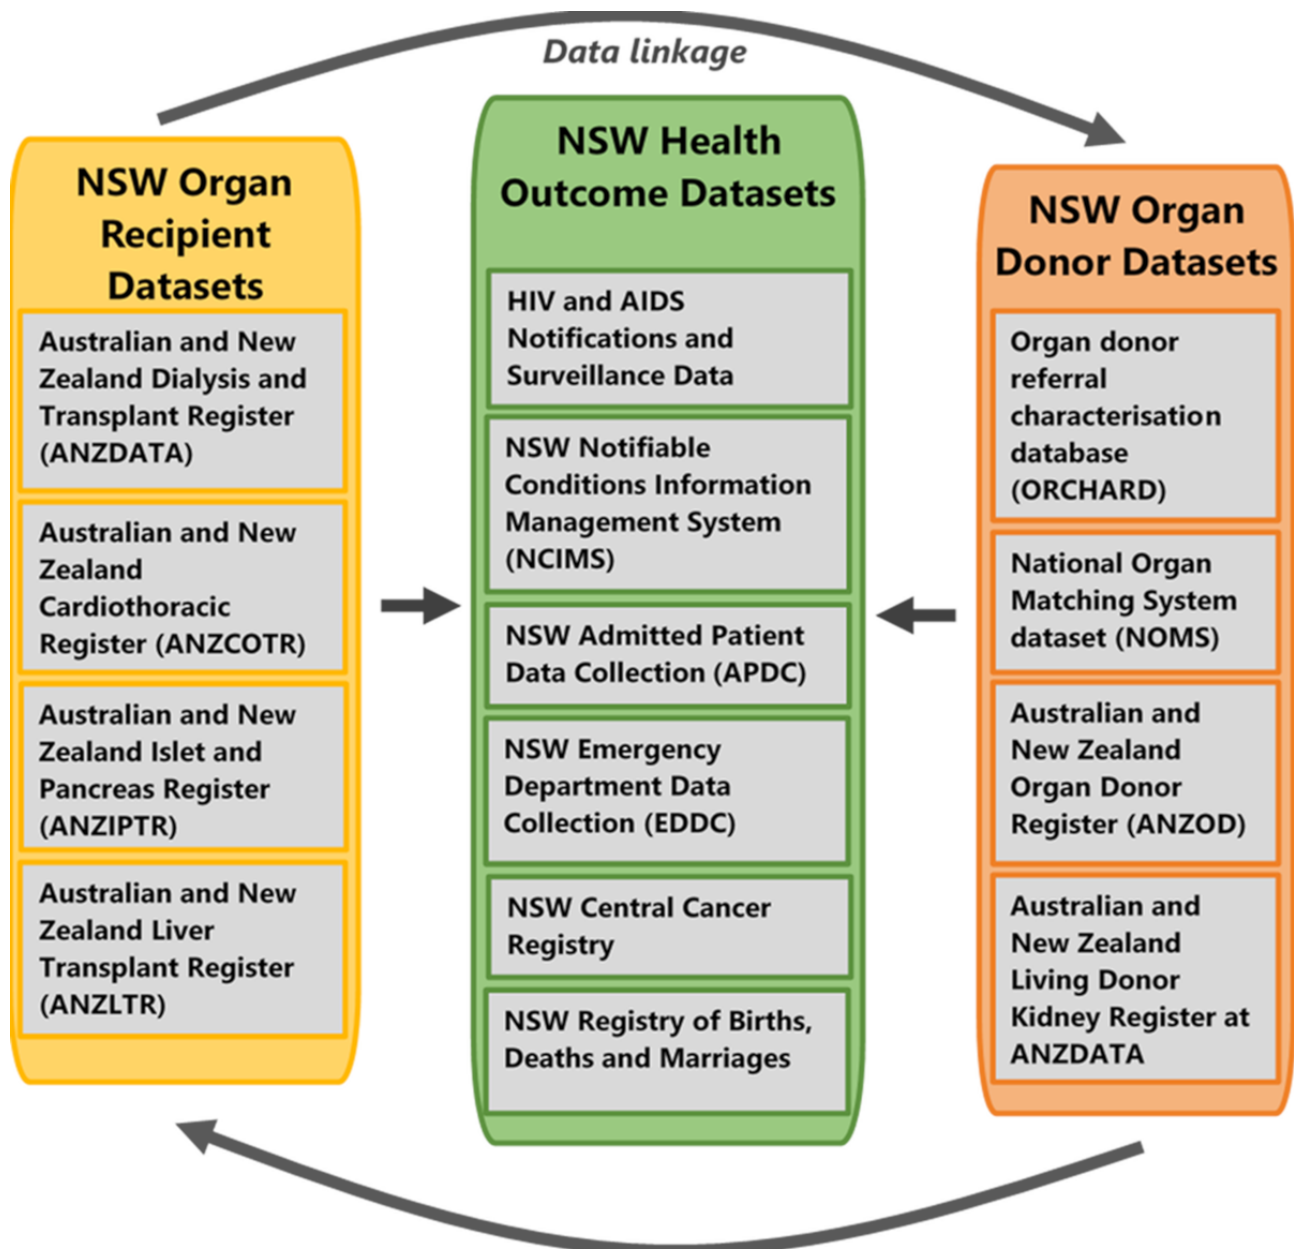 Data linkage
NSW Organ
Recipient
Datasets
Australian and New
Zealand Dialysis and
Transplant Register
(ANZDATA)
Australian and New
Zealand
Cardiothoracic
Register (ANZCOTR)
Australian and New
Zealand Islet and
Pancreas Register
(ANZIPTR)
Australian and New
Zealand Liver
Transplant Register
(ANZLTR)
NSW Health
Outcome Datasets
HIV and AIDS
Notifications and
Surveillance Data
NSW Notifiable
Conditions Information
Management System
(NCIMS)
NSW Admitted Patient
Data Collection (APDC)
NSW Emergency
Department Data
Collection (EDDC)
NSW Central Cancer
Registry
NSW Registry of Births,
Deaths and Marriages
NSW Organ
Donor Datasets
Organ donor
referral
characterisation
database
(ORCHARD)
National Organ
Matching System
dataset (NOMS)
Australian and
New Zealand
Organ Donor
Register (ANZOD)
Australian and
New Zealand
Living Donor
Kidney Register at
ANZDATA